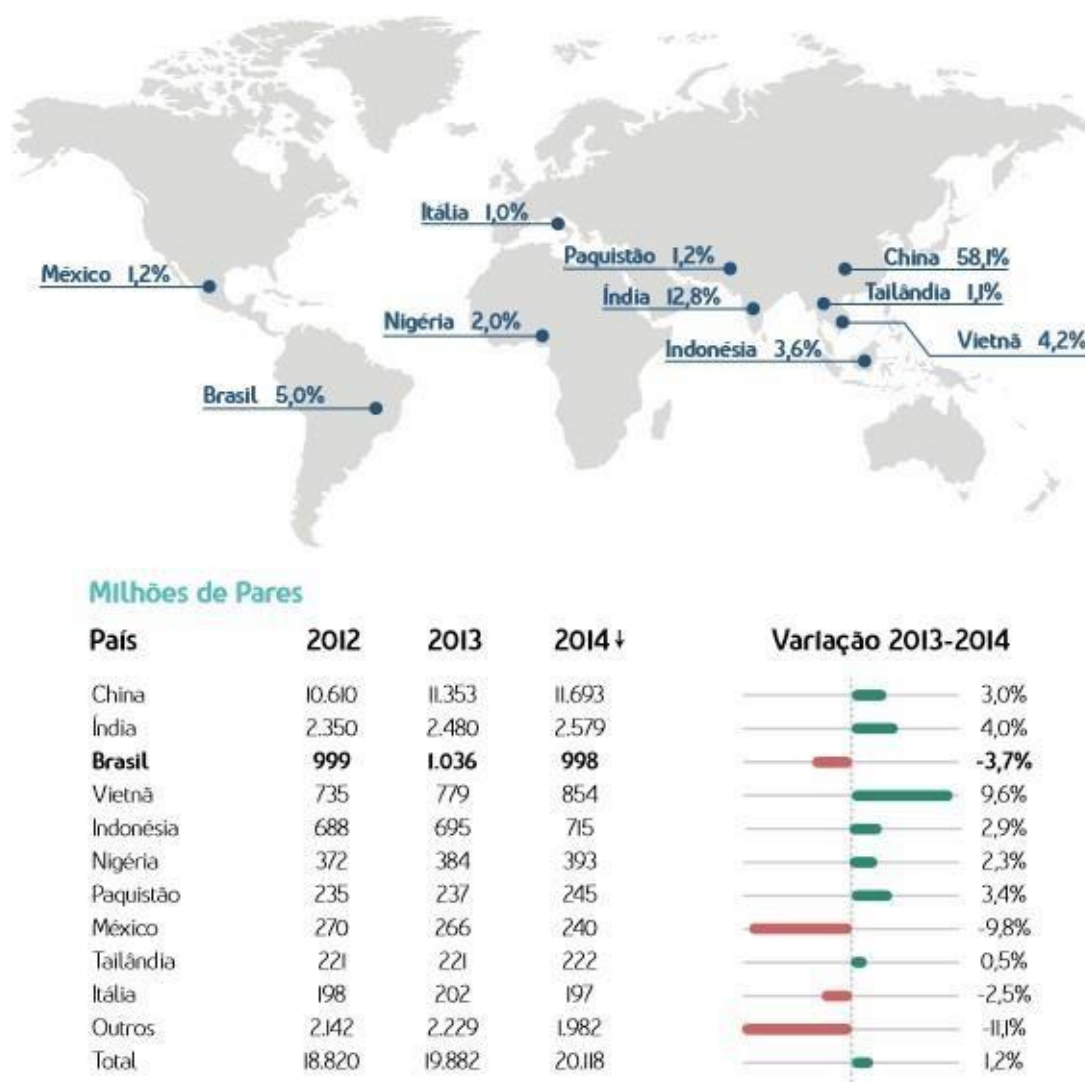 Itália 1,0%
Paquistão 1,2%
China 58,1%
México 1,2%
Índia 12,8%
Tailândia 1,1%
Nigéria 2,0%
Indonésia 3,6%
Vietnã 4,2%
Brasil 5,0%
Milhões de Pares
País 2012 2013 2014↓ Variação 2013-2014
China 10.610 11.353 11.693 3,0%
Índia 2.350 2.480 2.579 4,0%
Brasil 999 1.036 998 -3,7%
Vietnã 735 779 854 9,6%
Indonésia 688 695 715 2,9%
Nigéria 372 384 393 2,3%
Paquistão 235 237 245 3,4%
México 270 266 240 -9,8%
Tailândia 221 221 222 0,5%
Itália 198 202 197 -2,5%
Outros 2.142 2.229 1.982 -11,1%
Total 18.820 19.882 20.118 1,2%